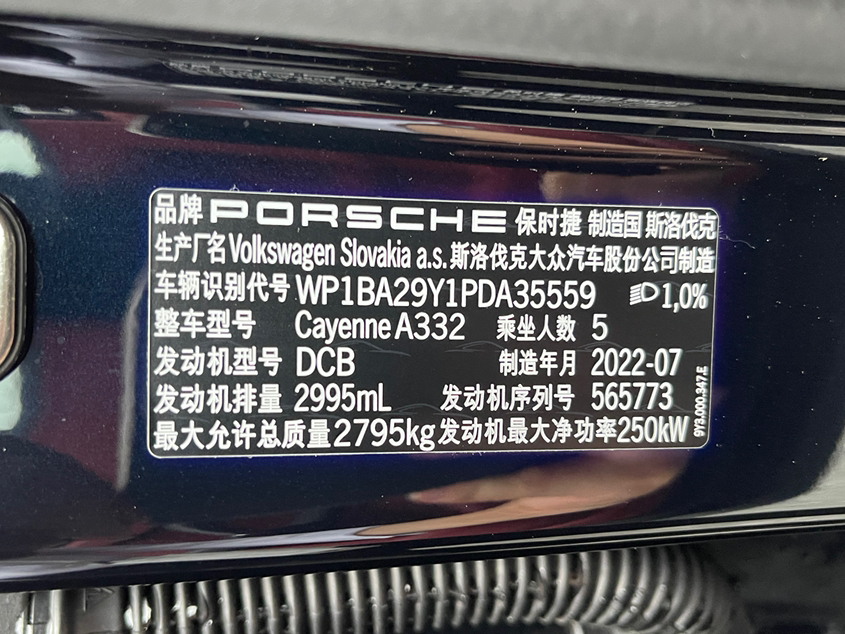 品牌 PORSCHE 保时捷 制造国 斯洛伐克
生产厂名 Volkswagen Slovakia a.s. 斯洛伐克大众汽车股份公司制造
车辆识别代号 WP1BA29Y1PDA35559 1,0%
整车型号 Cayenne A332 乘坐人数 5
发动机型号 DCB 制造年月 2022-07
发动机排量 2995mL 发动机序列号 565773
最大允许总质量 2795kg 发动机最大净功率 250kW
9Y3.000.347.E